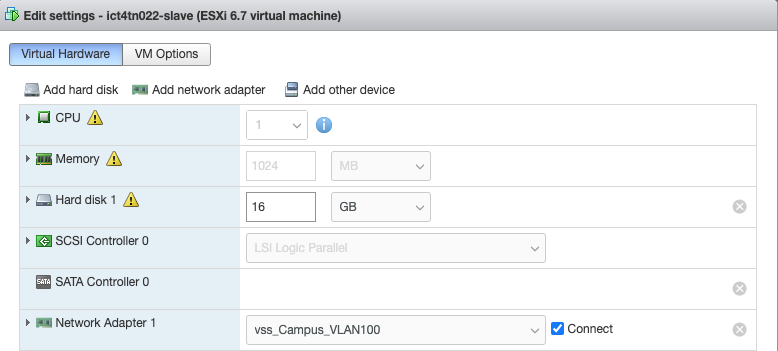 Edit settings - ict4tn022-slave (ESXi 6.7 virtual machine)
Virtual Hardware VM Options
Add hard disk Add network adapter Add other device
CPU 1
Memory 1024 MB
Hard disk 1 16 GB
SCSI Controller 0 LSI Logic Parallel
SATA SATA Controller 0
Network Adapter 1 vss_Campus_VLAN100 Connect